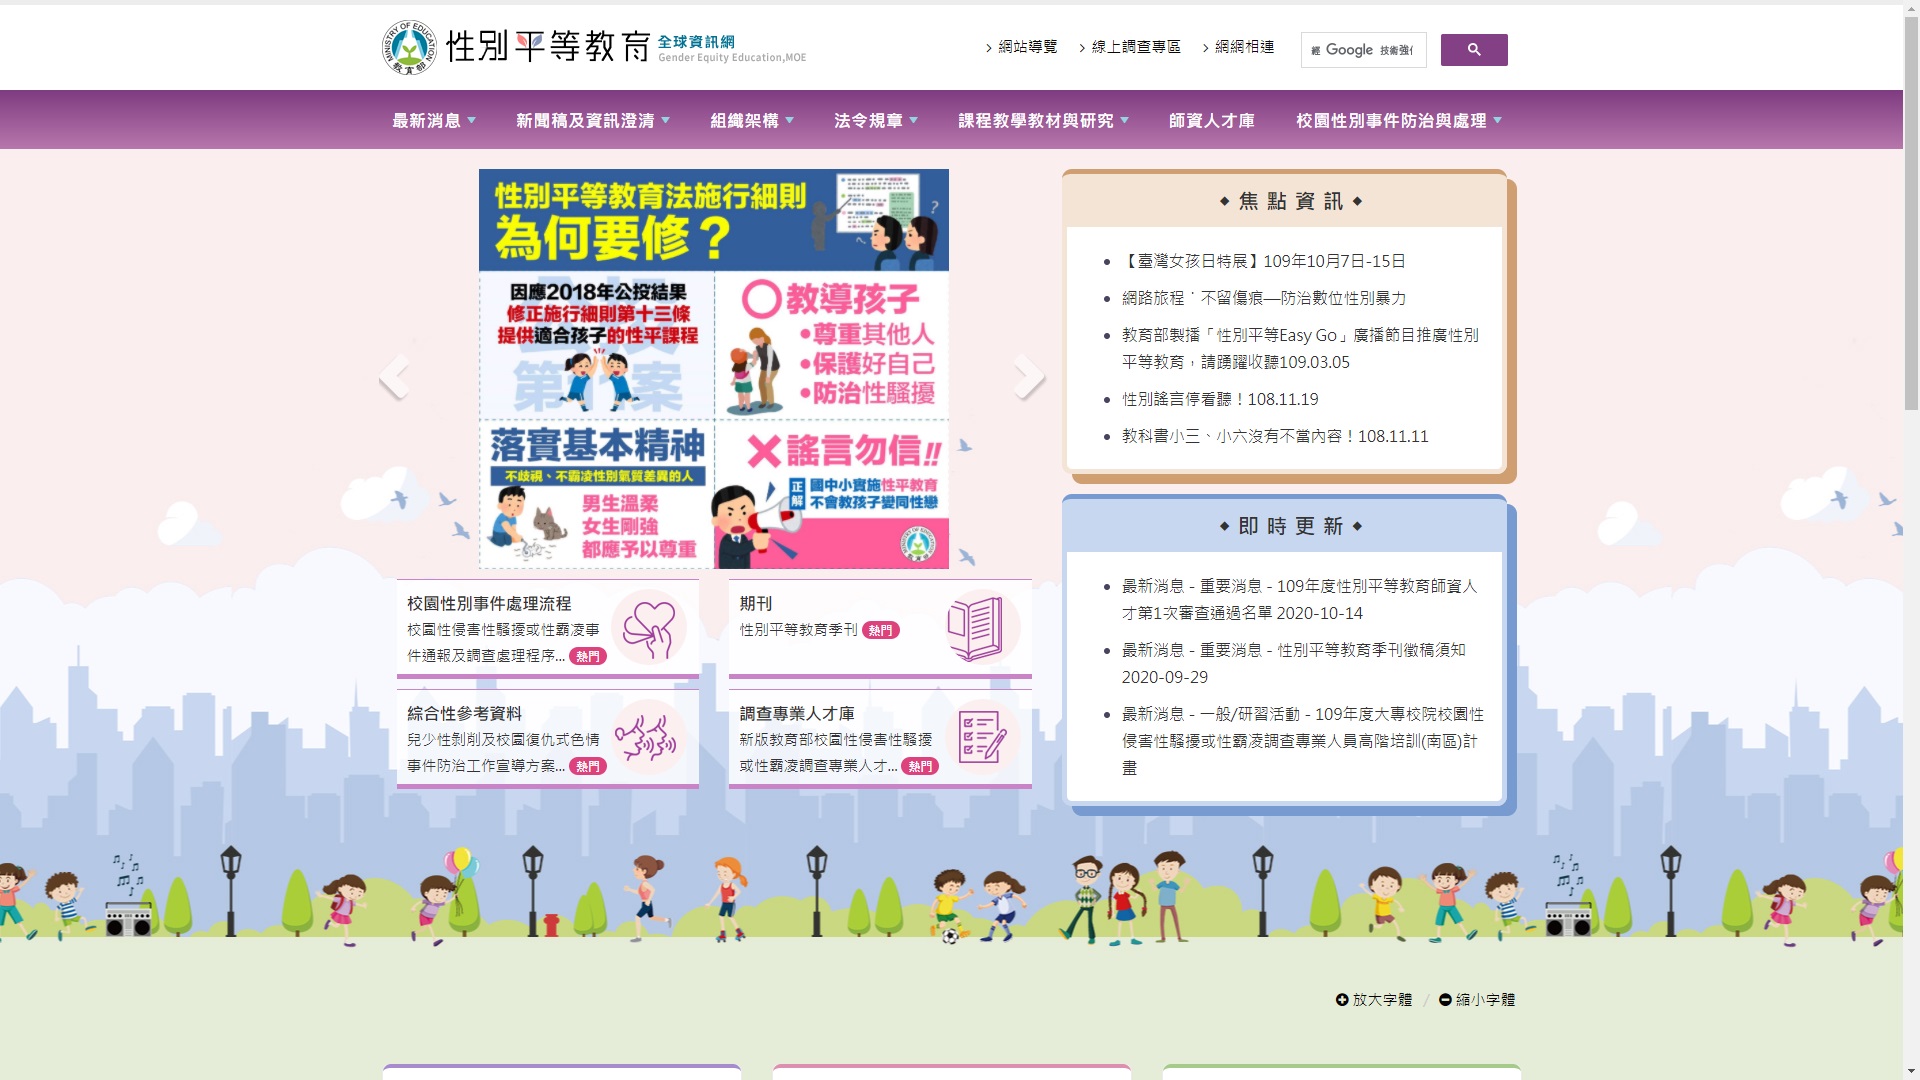 性別平等教育 全球資訊網
Gender Equity Education,MOE
MINISTRY OF EDUCATION
教育部
網站導覽
線上調查專區
網網相連
經 Google 技術強化
最新消息
新聞稿及資訊澄清
組織架構
法令規章
課程教學教材與研究
師資人才庫
校園性別事件防治與處理
性別平等教育法施行細則
為何要修？
因應2018年公投結果
修正施行細則第十三條
提供適合孩子的性平課程
教導孩子
•尊重其他人
•保護好自己
•防治性騷擾
落實基本精神
不歧視、不霸凌性別氣質差異的人
男生溫柔
女生剛強
都應予以尊重
謠言勿信!!
正解
國中小實施性平教育
不會教孩子變同性戀
焦點資訊
【臺灣女孩日特展】109年10月7日-15日
網路旅程˙不留傷痕—防治數位性別暴力
教育部製播「性別平等Easy Go」廣播節目推廣性別
平等教育，請踴躍收聽109.03.05
性別謠言停看聽！108.11.19
教科書小三、小六沒有不當內容！108.11.11
即時更新
最新消息 - 重要消息 - 109年度性別平等教育師資人
才第1次審查通過名單 2020-10-14
最新消息 - 重要消息 - 性別平等教育季刊徵稿須知
2020-09-29
最新消息 - 一般/研習活動 - 109年度大專校院校園性
侵害性騷擾或性霸凌調查專業人員高階培訓(南區)計
畫
校園性別事件處理流程
校園性侵害性騷擾或性霸凌事
件通報及調查處理程序... 熱門
期刊
性別平等教育季刊 熱門
綜合性參考資料
兒少性剝削及校園復仇式色情
事件防治工作宣導方案... 熱門
調查專業人才庫
新版教育部校園性侵害性騷擾
或性霸凌調查專業人才... 熱門
放大字體 / 縮小字體